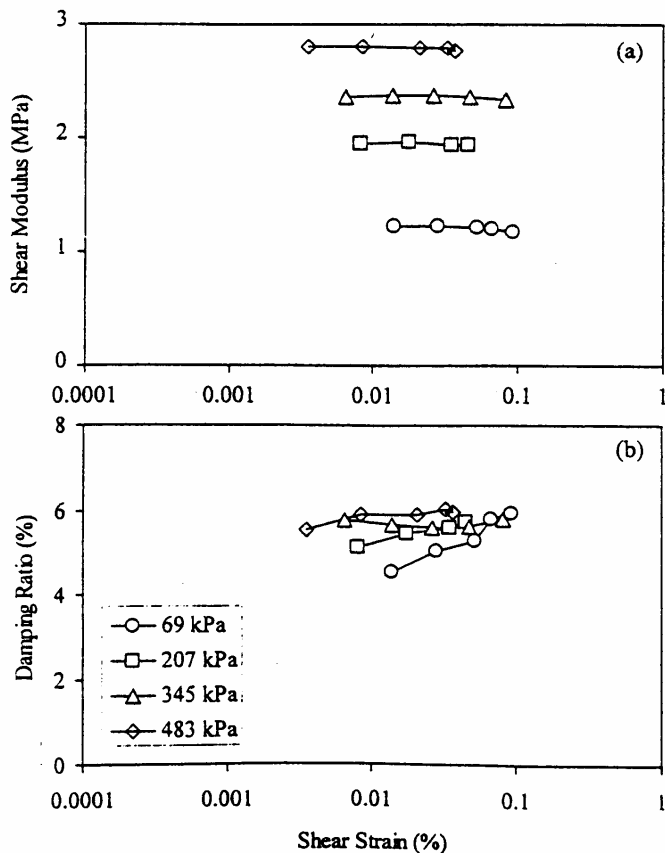 3
(a)
2
1
0
Shear Modulus (MPa)
0.0001
0.001
0.01
0.1
1
8
(b)
6
4
2
0
Damping Ratio (%)
69 kPa
207 kPa
345 kPa
483 kPa
0.0001
0.001
0.01
0.1
1
Shear Strain (%)